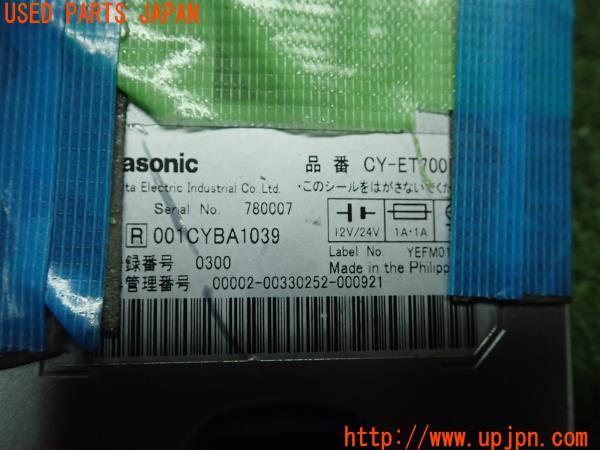 USED PARTS JAPAN
asonic
品番 CY-ET700
ta Electric Industrial Co.Ltd.
・このシールをはがさないでくだ
Serial No. 780007
12V/24V
1A・1A
R 001CYBA1039
Label No. YEFM01
録番号 0300
Made in the Philipp
管理番号 00002-00330252-000921
http://www.upjpn.com